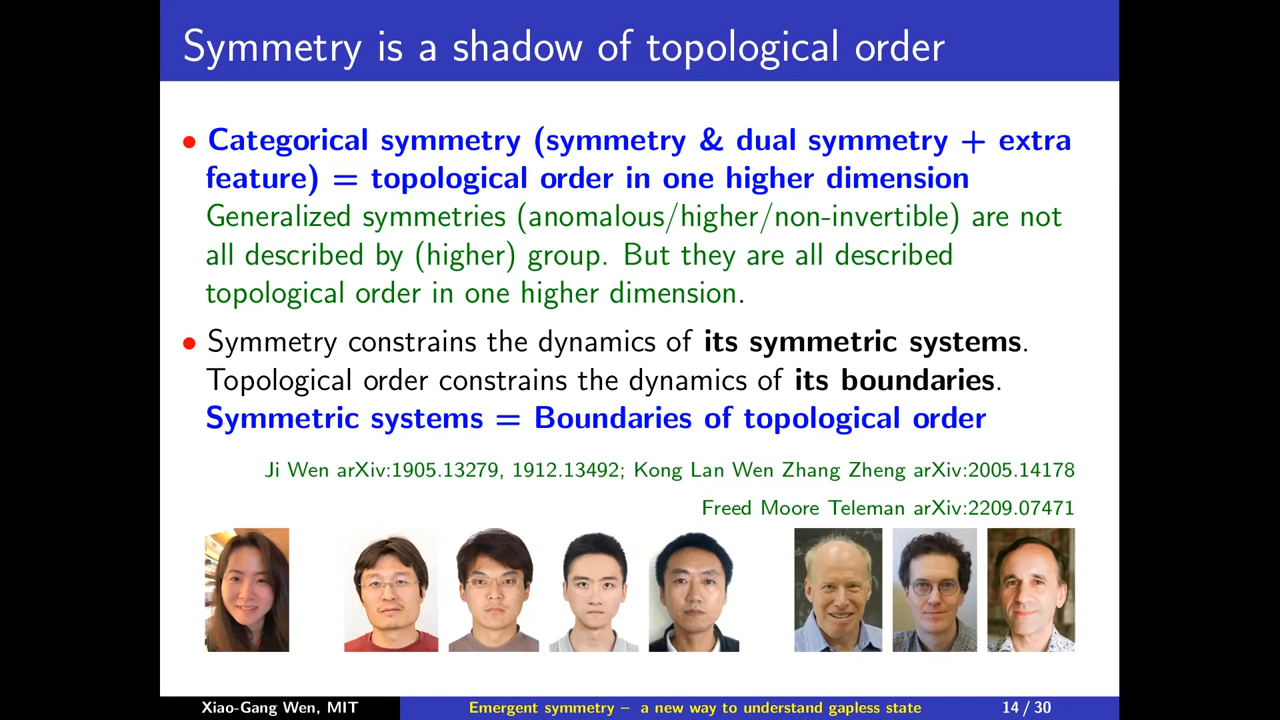 Symmetry is a shadow of topological order
• Categorical symmetry (symmetry & dual symmetry + extra
feature) = topological order in one higher dimension
Generalized symmetries (anomalous/higher/non-invertible) are not
all described by (higher) group. But they are all described
topological order in one higher dimension.
• Symmetry constrains the dynamics of its symmetric systems.
Topological order constrains the dynamics of its boundaries.
Symmetric systems = Boundaries of topological order
Ji Wen arXiv:1905.13279, 1912.13492; Kong Lan Wen Zhang Zheng arXiv:2005.14178
Freed Moore Teleman arXiv:2209.07471
Xiao-Gang Wen, MIT
Emergent symmetry – a new way to understand gapless state
14 / 30